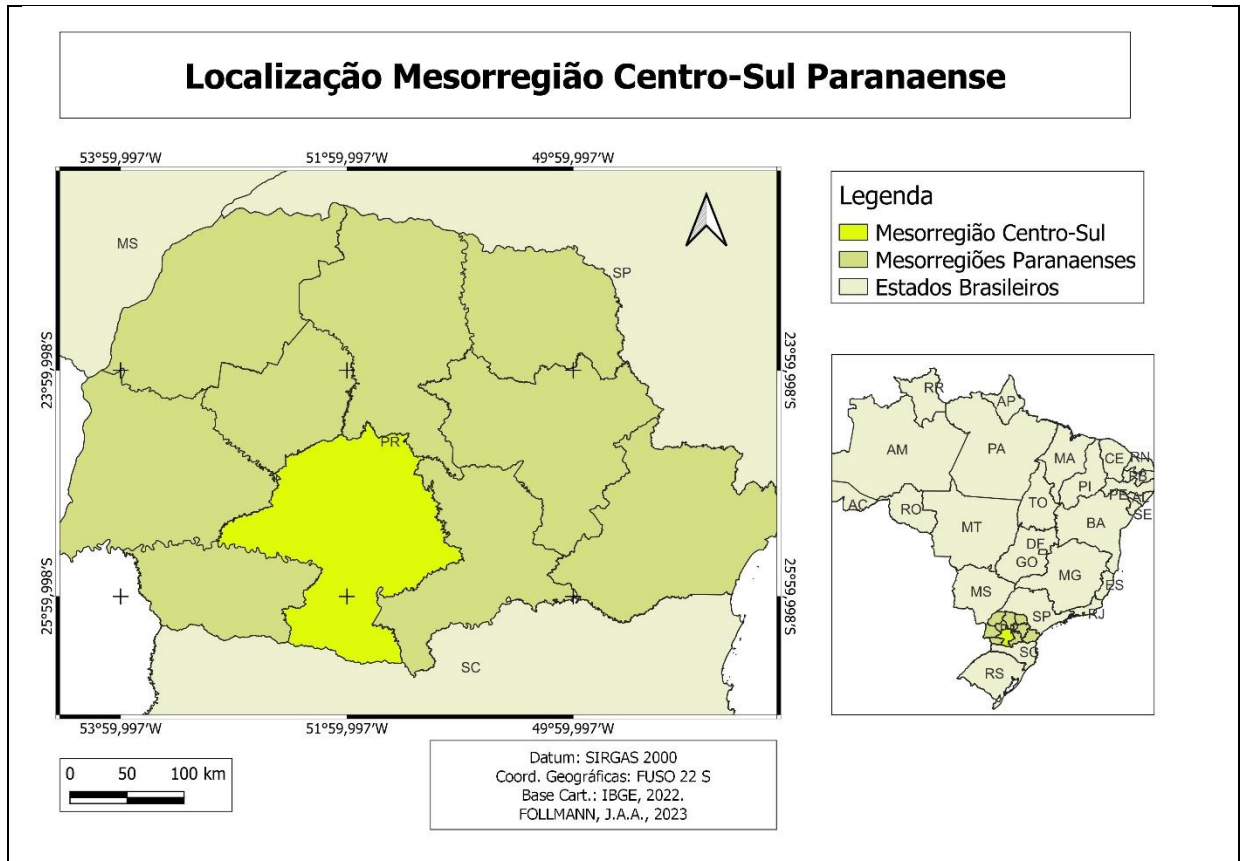 Localização Mesorregião Centro-Sul Paranaense
53°59,997'W 51°59,997'W 49°59,997'W
MS
SP
PR
SC
23°59,998'S
25°59,998'S
23°59,998'S
25°59,998'S
53°59,997'W 51°59,997'W 49°59,997'W
0 50 100 km
Datum: SIRGAS 2000
Coord. Geográficas: FUSO 22 S
Base Cart.: IBGE, 2022.
FOLLMANN, J.A.A., 2023
Legenda
Mesorregião Centro-Sul
Mesorregiões Paranaenses
Estados Brasileiros
RR AP
AM PA MA CE RN
PB
PI
AC RO TO PE AL
SE
MT BA
DF
GO
MG
MS ES
SP RJ
SC
RS